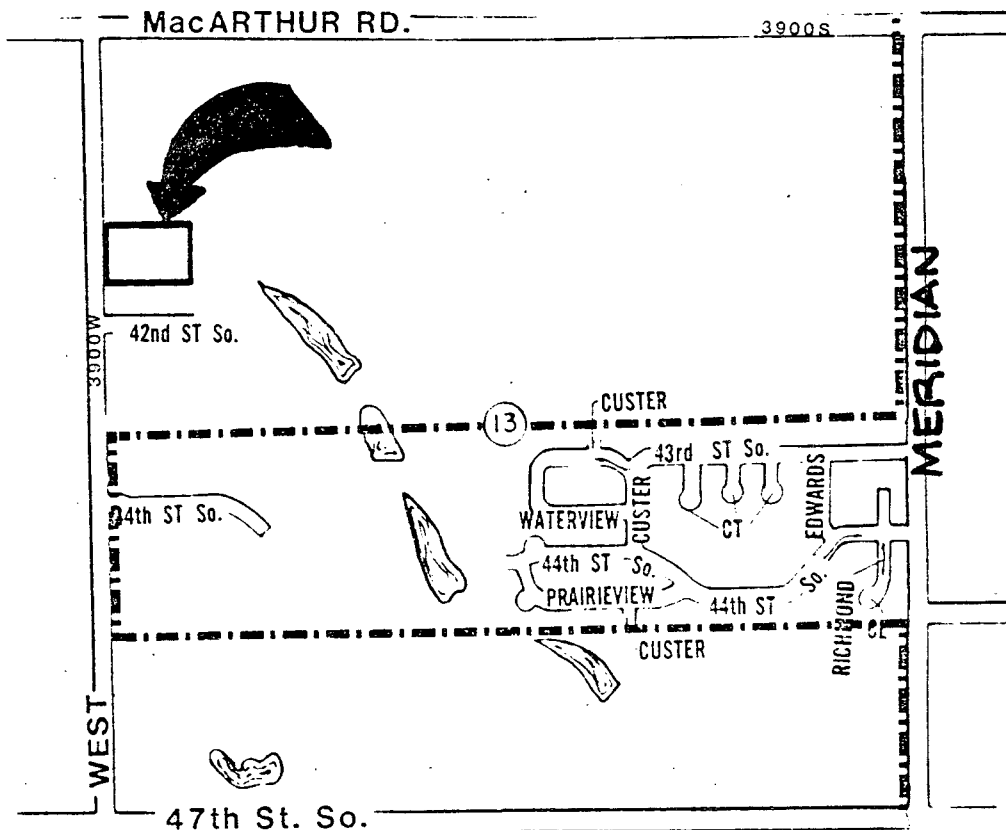 MacARTHUR RD.
3900S
MERIDIAN
42nd ST So.
3900W
CUSTER
13
43rd ST So.
CUSTER
EDWARDS
44th ST So.
WATERVIEW
CT
44th ST So.
PRAIRIEVIEW
44th ST So.
RICHMOND
CUSTER
WEST
47th St. So.